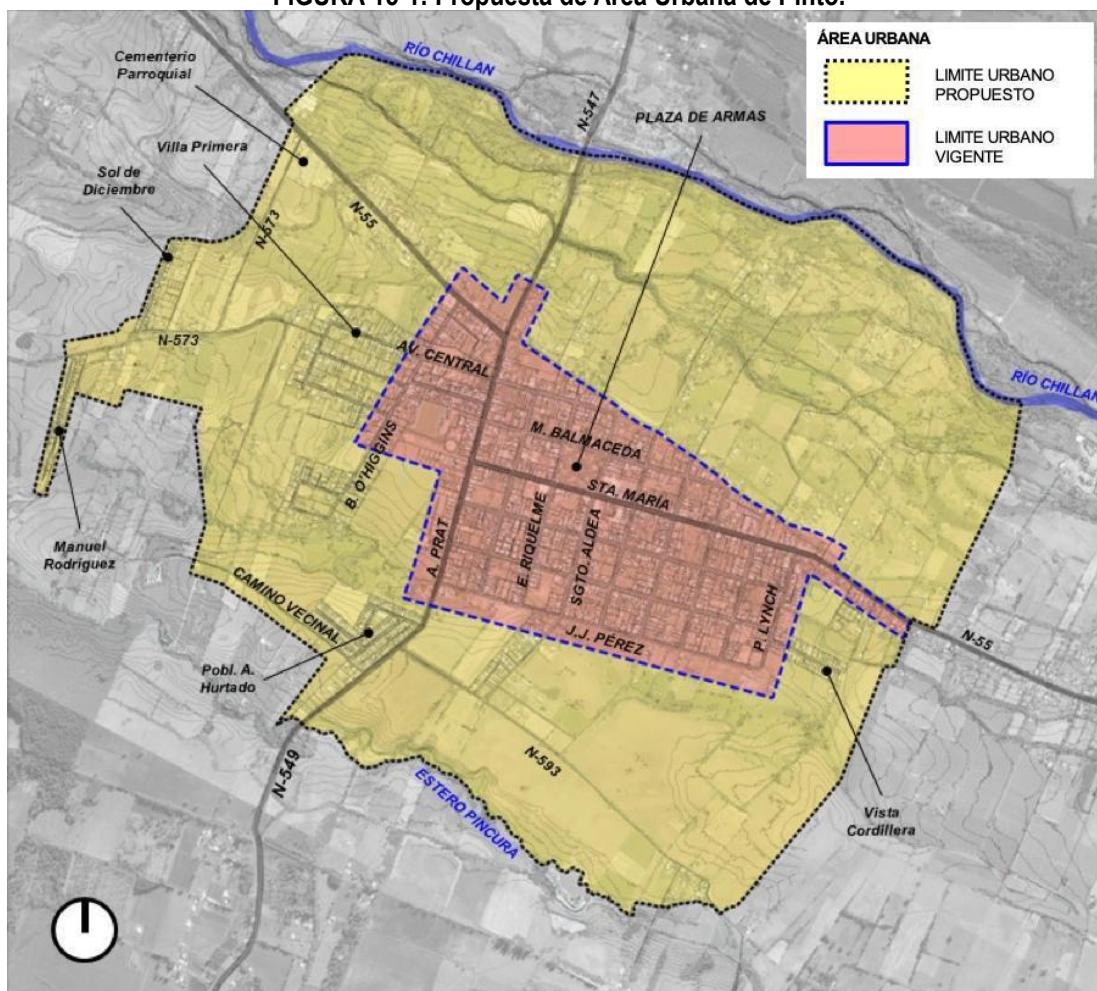 FIGURA 10-1: Propuesta de Área Urbana de Pinto.
ÁREA URBANA
LIMITE URBANO
PROPUESTO
LIMITE URBANO
VIGENTE
RÍO CHILLAN
Cementerio
Parroquial
N-547
PLAZA DE ARMAS
Villa Primera
Sol de
Diciembre
N-55
N-573
N-573
AV. CENTRAL
RÍO CHILLAN
M. BALMACEDA
B. O'HIGGINS
STA. MARÍA
Manuel
Rodríguez
A. PRAT
E. RIQUELME
SGTO. ALDEA
CAMINO VECINAL
P. LYNCH
J.J. PÉREZ
N-55
Pobl. A.
Hurtado
N-593
N-549
ESTERO PINCURA
Vista
Cordillera